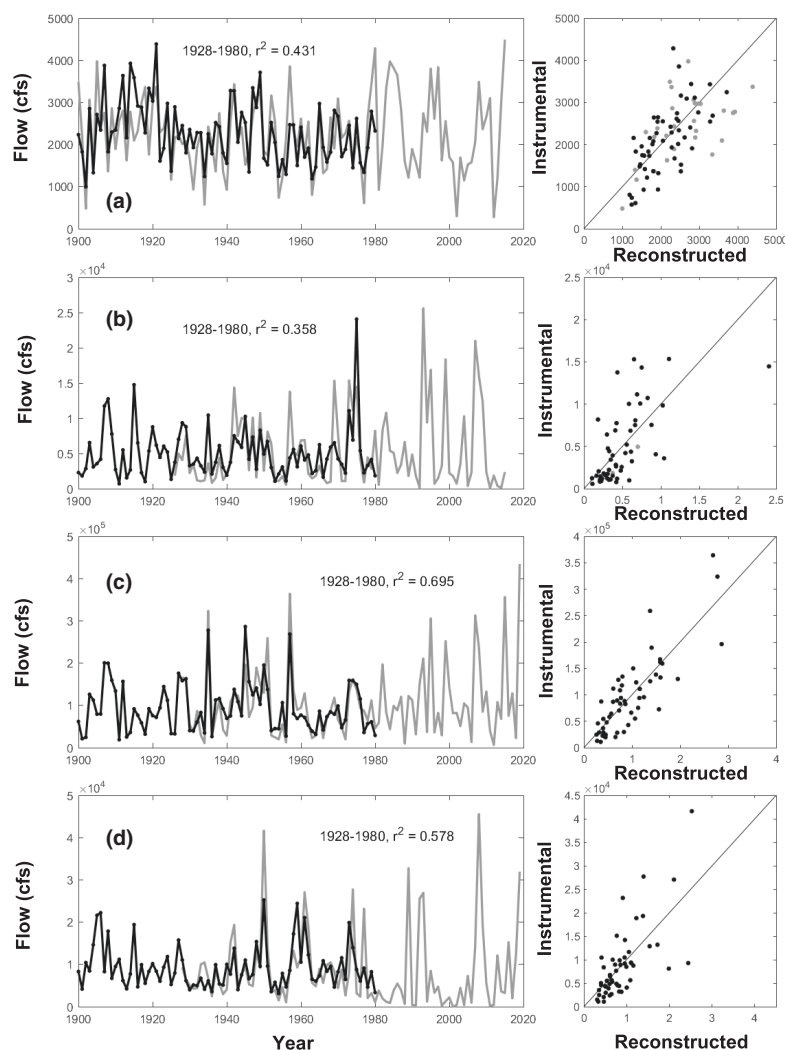 5000
4000
3000
2000
1000
0
Flow (cfs)
1928-1980, r² = 0.431
(a)
1900 1920 1940 1960 1980 2000 2020
5000
4000
3000
2000
1000
0
Instrumental
0 1000 2000 3000 4000 5000
Reconstructed
×10⁴
3
2.5
2
1.5
1
0.5
0
Flow (cfs)
(b)
1928-1980, r² = 0.358
1900 1920 1940 1960 1980 2000 2020
×10⁴
2.5
2
1.5
1
0.5
0
Instrumental
0 0.5 1 1.5 2 2.5
Reconstructed
×10⁵
5
4
3
2
1
0
Flow (cfs)
(c)
1928-1980, r² = 0.695
1900 1920 1940 1960 1980 2000 2020
×10⁵
4
3.5
3
2.5
2
1.5
1
0.5
0
Instrumental
0 1 2 3 4
Reconstructed
×10⁴
5
4
3
2
1
0
Flow (cfs)
(d)
1928-1980, r² = 0.578
1900 1920 1940 1960 1980 2000 2020
Year
×10⁴
4.5
4
3.5
3
2.5
2
1.5
1
0.5
0
Instrumental
0 1 2 3 4
Reconstructed